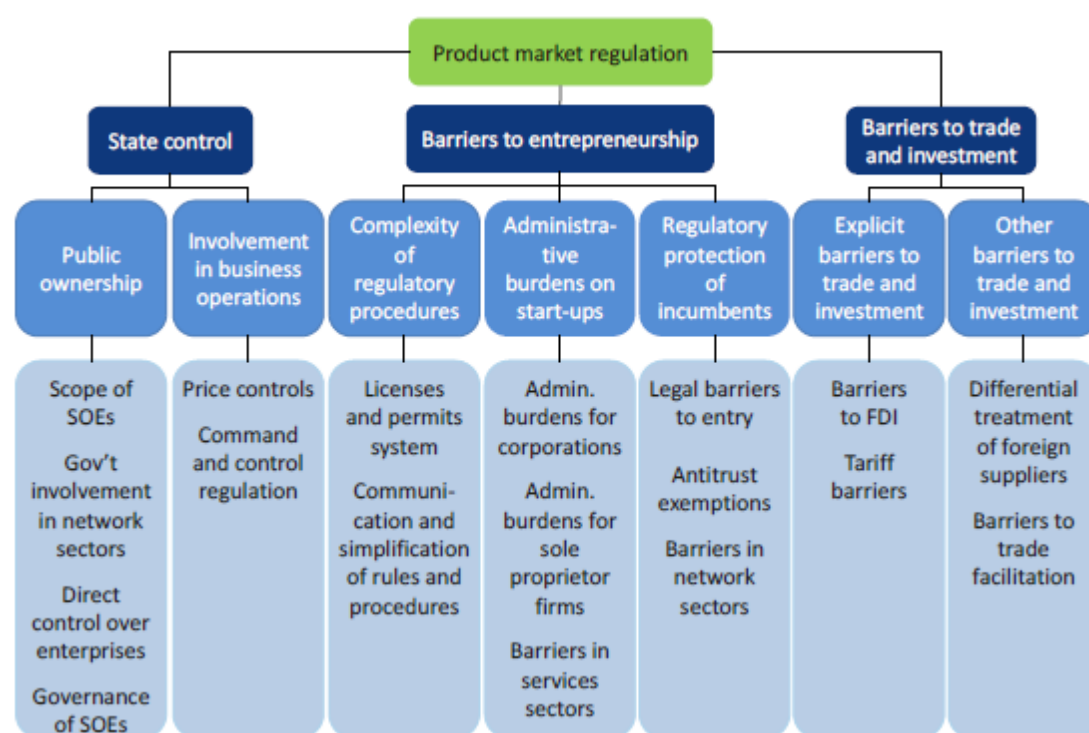 Product market regulation
State control
Barriers to entrepreneurship
Barriers to trade
and investment
Public
ownership
Involvement
in business
operations
Complexity
of
regulatory
procedures
Administra-
tive
burdens on
start-ups
Regulatory
protection
of
incumbents
Explicit
barriers to
trade and
investment
Other
barriers to
trade and
investment
Scope of
SOEs
Gov't
involvement
in network
sectors
Direct
control over
enterprises
Governance
of SOEs
Price controls
Command
and control
regulation
Licenses
and permits
system
Communi-
cation and
simplification
of rules and
procedures
Admin.
burdens for
corporations
Admin.
burdens for
sole
proprietor
firms
Barriers in
services
sectors
Legal barriers
to entry
Antitrust
exemptions
Barriers in
network
sectors
Barriers
to FDI
Tariff
barriers
Differential
treatment
of foreign
suppliers
Barriers to
trade
facilitation